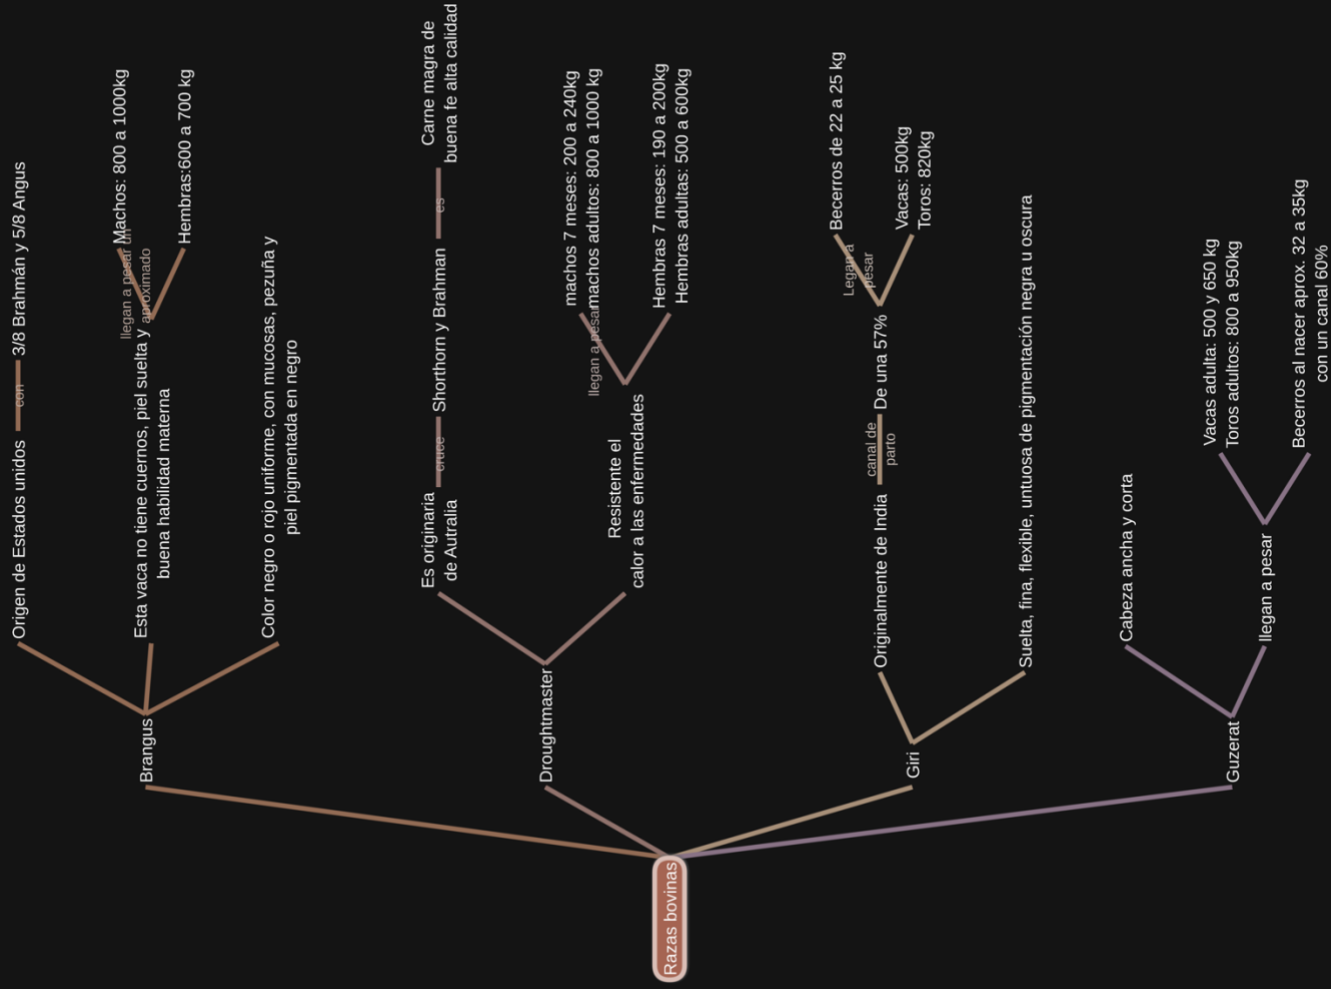 Razas bovinas
Brangus
Origen de Estados unidos
con
3/8 Brahmán y 5/8 Angus
Esta vaca no tiene cuernos, piel suelta y
buena habilidad materna
llegan a pesar un
aproximado
Machos: 800 a 1000kg
Hembras:600 a 700 kg
Color negro o rojo uniforme, con mucosas, pezuña y
piel pigmentada en negro
Droughtmaster
Es originaria
de Autralia
cruce
Shorthorn y Brahman
es
Carne magra de
buena fe alta calidad
Resistente el
calor a las enfermedades
llegan a pesar
machos 7 meses: 200 a 240kg
machos adultos: 800 a 1000 kg
Hembras 7 meses: 190 a 200kg
Hembras adultas: 500 a 600kg
Giri
Originalmente de India
canal de
parto
De una 57%
Legan a
pesar
Becerros de 22 a 25 kg
Vacas: 500kg
Toros: 820kg
Suelta, fina, flexible, untuosa de pigmentación negra u oscura
Guzerat
Cabeza ancha y corta
llegan a pesar
Vacas adulta: 500 y 650 kg
Toros adultos: 800 a 950kg
Becerros al nacer aprox. 32 a 35kg
con un canal 60%